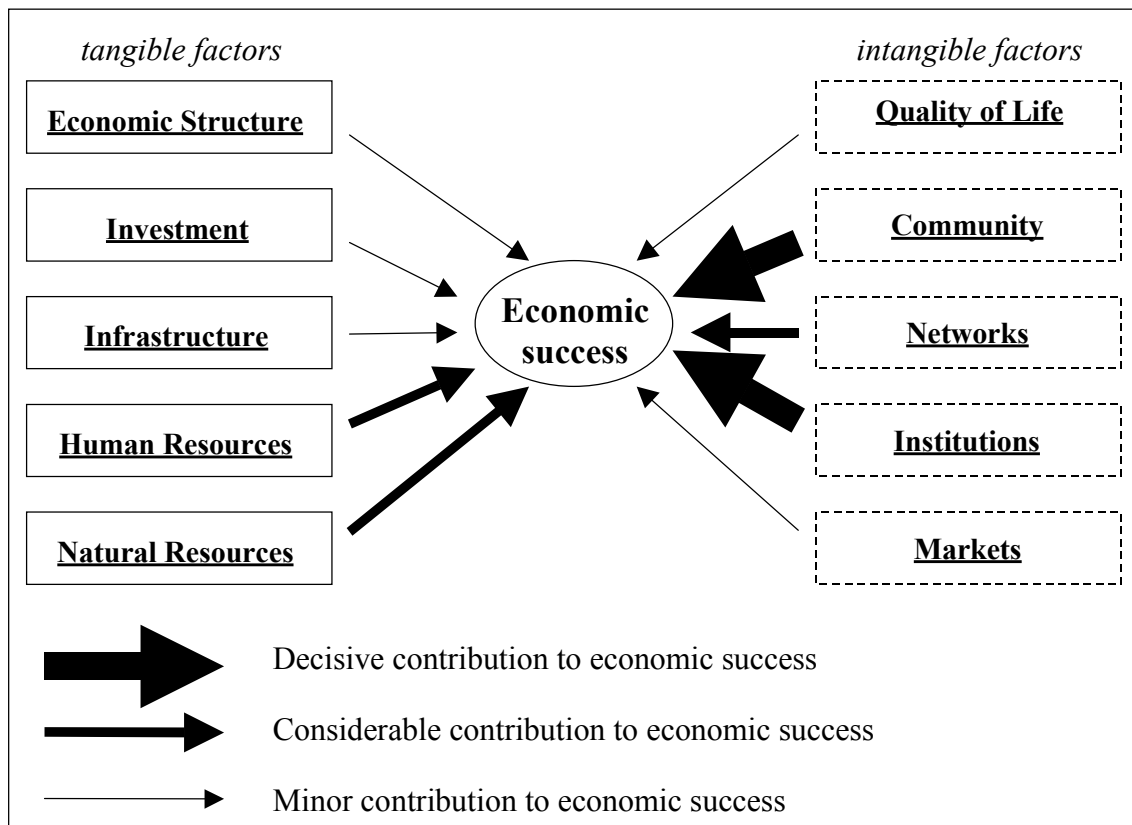 tangible factors
intangible factors
Economic Structure
Quality of Life
Investment
Community
Economic
success
Infrastructure
Networks
Human Resources
Institutions
Natural Resources
Markets
Decisive contribution to economic success
Considerable contribution to economic success
Minor contribution to economic success